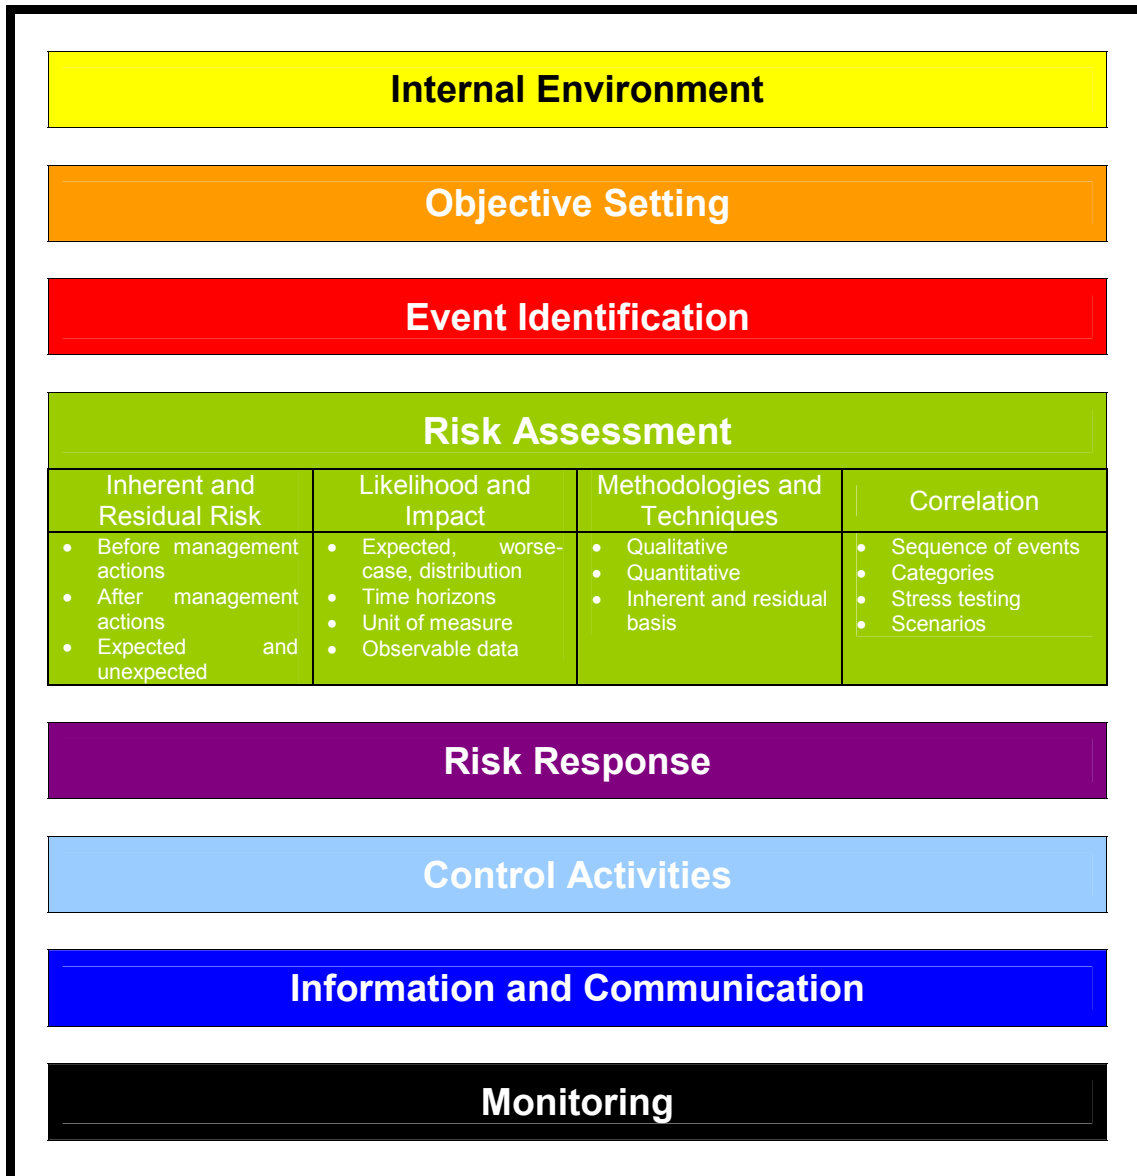 Internal Environment
Objective Setting
Event Identification
Risk Assessment
Inherent and
Residual Risk
Likelihood and
Impact
Methodologies and
Techniques
Correlation
• Before management
actions
• After management
actions
• Expected and
unexpected
• Expected, worse-
case, distribution
• Time horizons
• Unit of measure
• Observable data
• Qualitative
• Quantitative
• Inherent and residual
basis
• Sequence of events
• Categories
• Stress testing
• Scenarios
Risk Response
Control Activities
Information and Communication
Monitoring